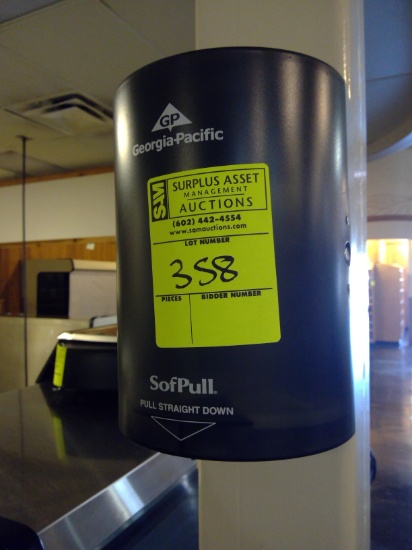 GP
Georgia-Pacific
S·M
SURPLUS ASSET
MANAGEMENT
AUCTIONS
(602) 442-4554
www.samauctions.com
LOT NUMBER
358
PIECES
BIDDER NUMBER
SofPull.
PULL STRAIGHT DOWN